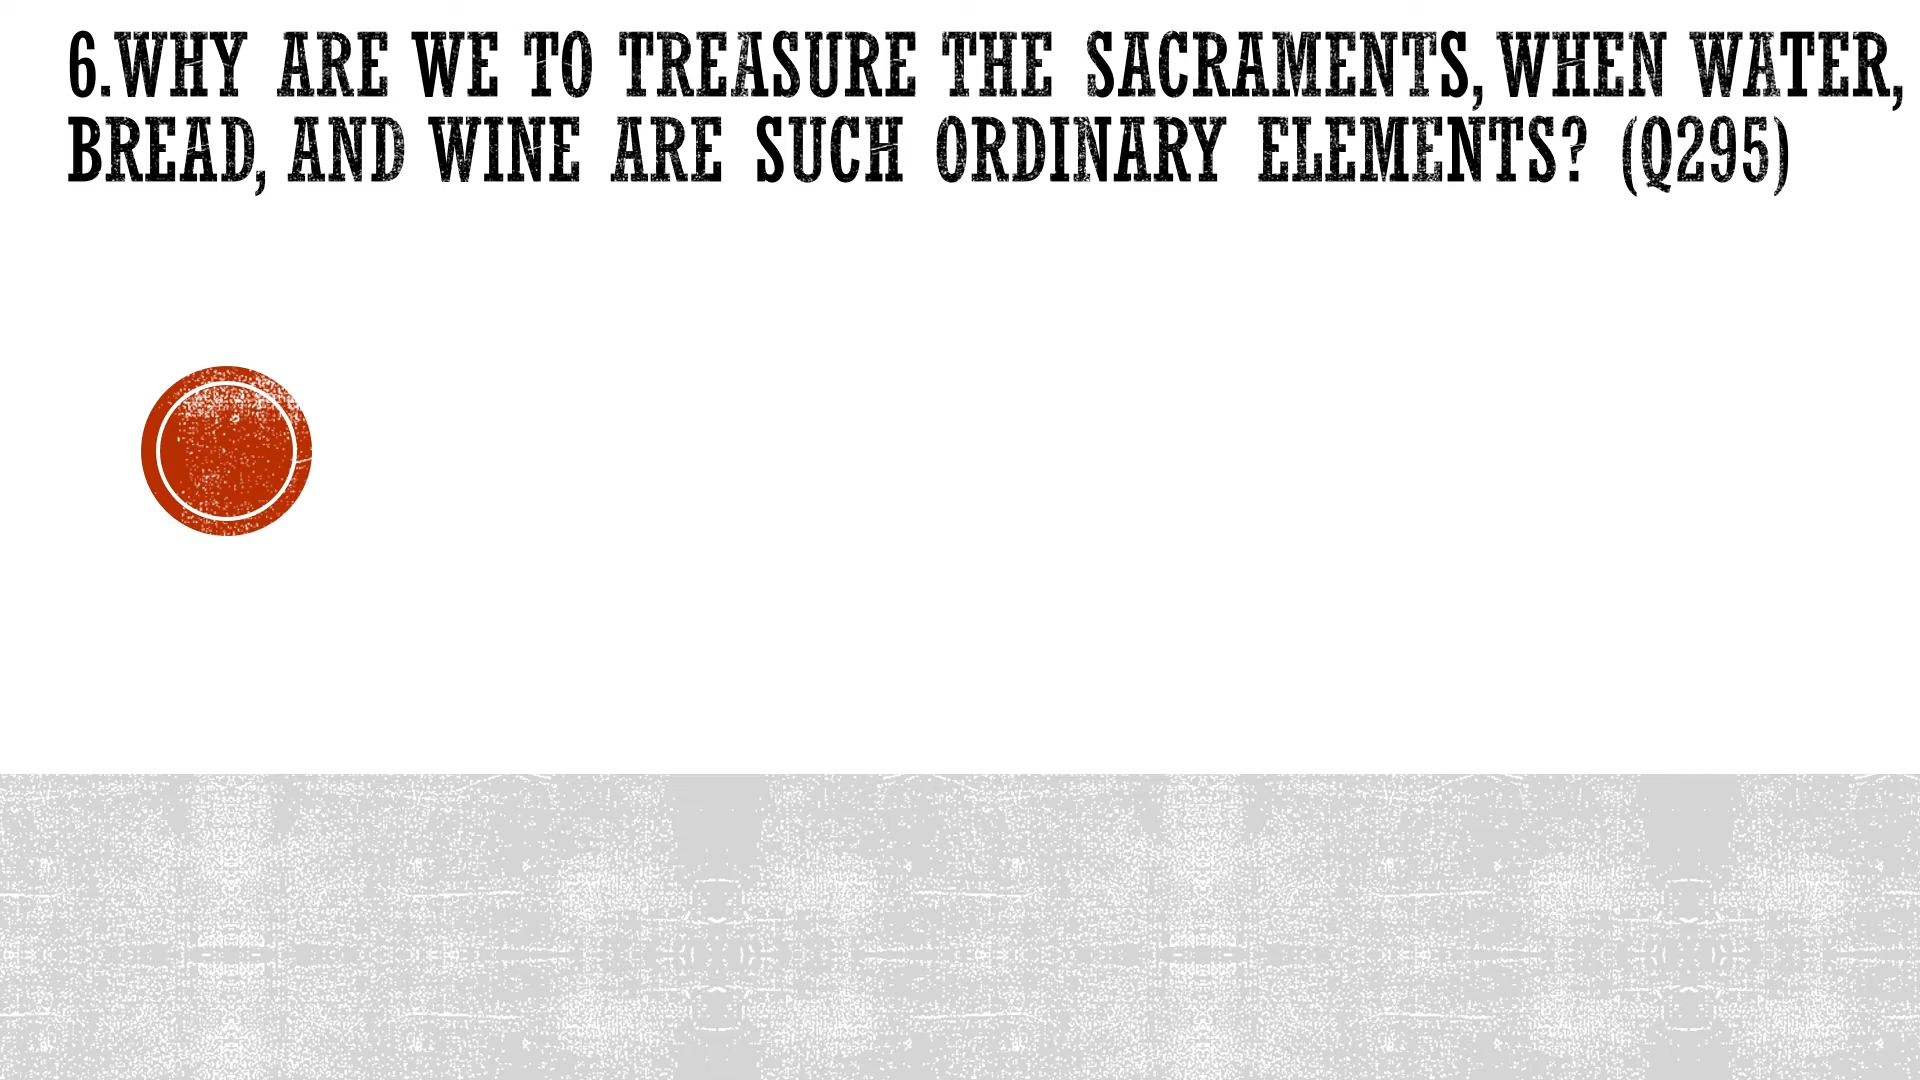 6.WHY ARE WE TO TREASURE THE SACRAMENTS, WHEN WATER,
BREAD, AND WINE ARE SUCH ORDINARY ELEMENTS? (Q295)